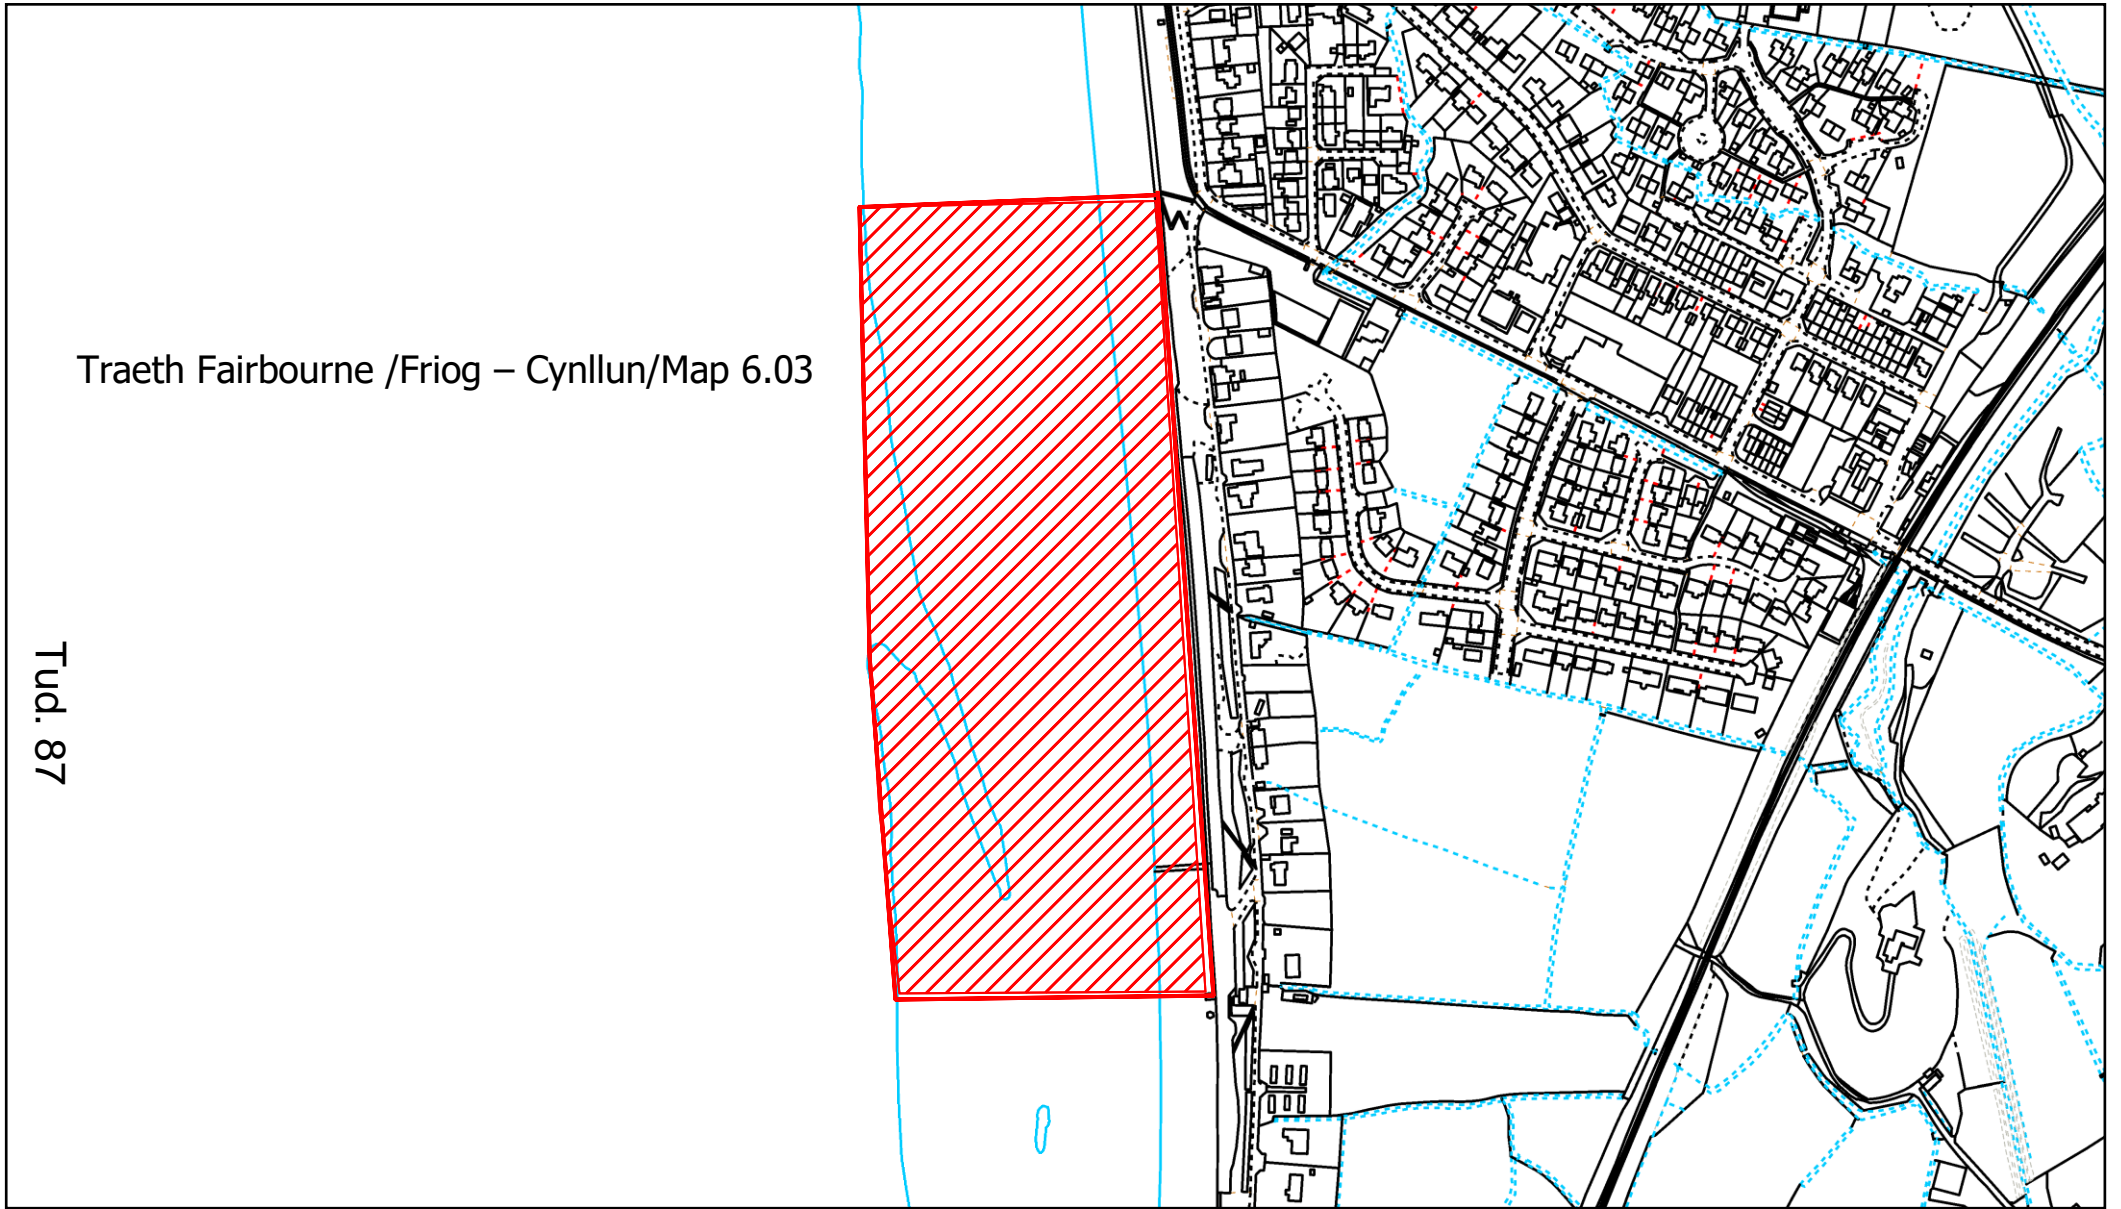 Traeth Fairbourne /Friog – Cynllun/Map 6.03
Tud. 87